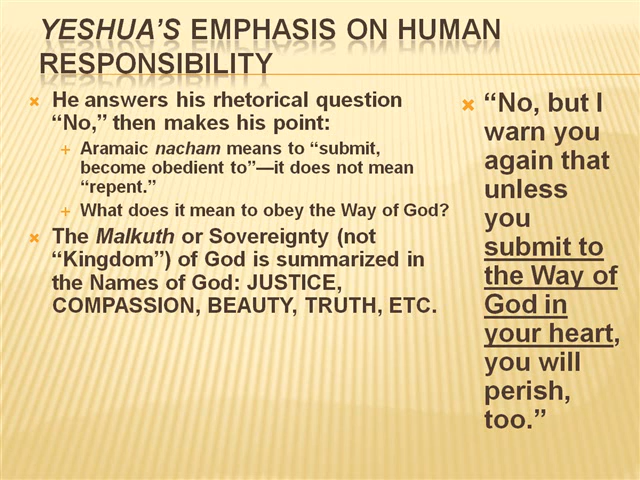 YESHUA’S EMPHASIS ON HUMAN
RESPONSIBILITY
He answers his rhetorical question
“No,” then makes his point:
Aramaic nacham means to “submit,
become obedient to”—it does not mean
“repent.”
What does it mean to obey the Way of God?
The Malkuth or Sovereignty (not
“Kingdom”) of God is summarized in
the Names of God: JUSTICE,
COMPASSION, BEAUTY, TRUTH, ETC.
“No, but I
warn you
again that
unless
you
submit to
the Way of
God in
your heart,
you will
perish,
too.”